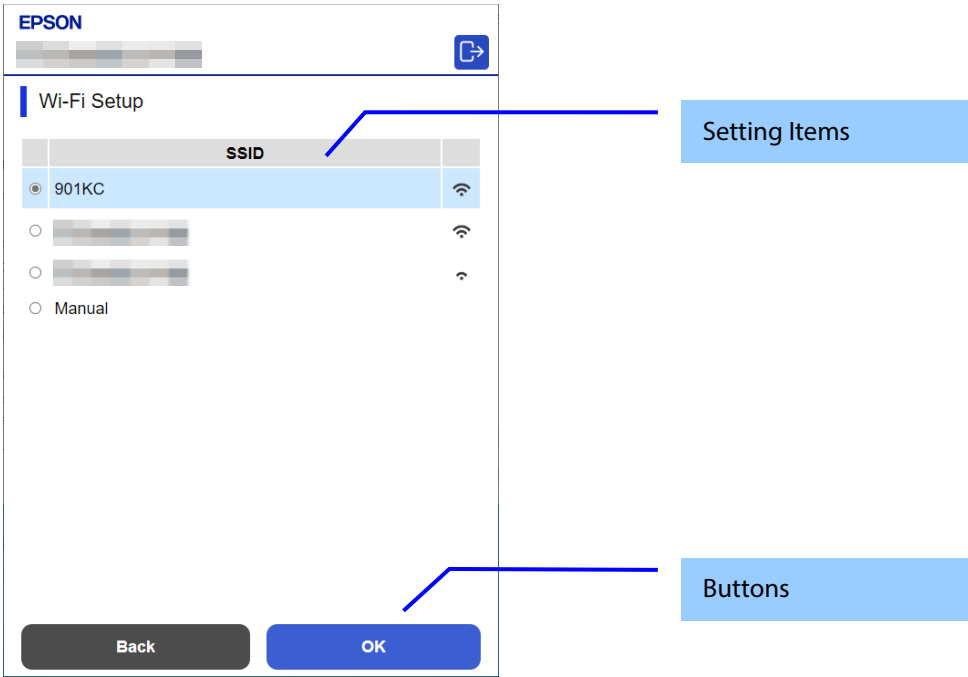 EPSON
Wi-Fi Setup
Setting Items
SSID
901KC
Manual
Buttons
Back
OK